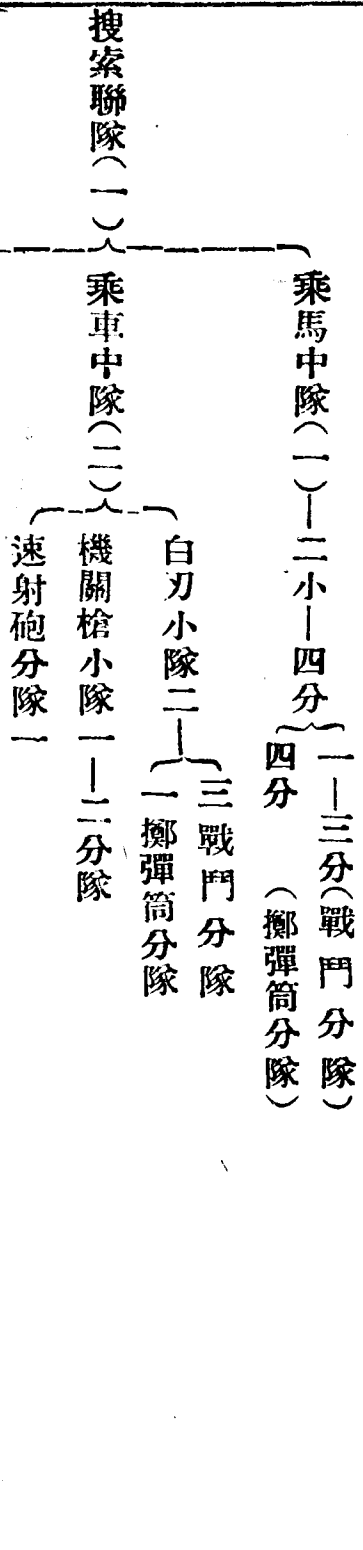 搜索聯隊（一）
乘馬中隊（一）—二小—四分
一—三分（戰鬥分隊）
四分　（擲彈筒分隊）
乘車中隊（二）
白刃小隊二—
三戰鬥分隊
一擲彈筒分隊
機關槍小隊一—二分隊
速射砲分隊一